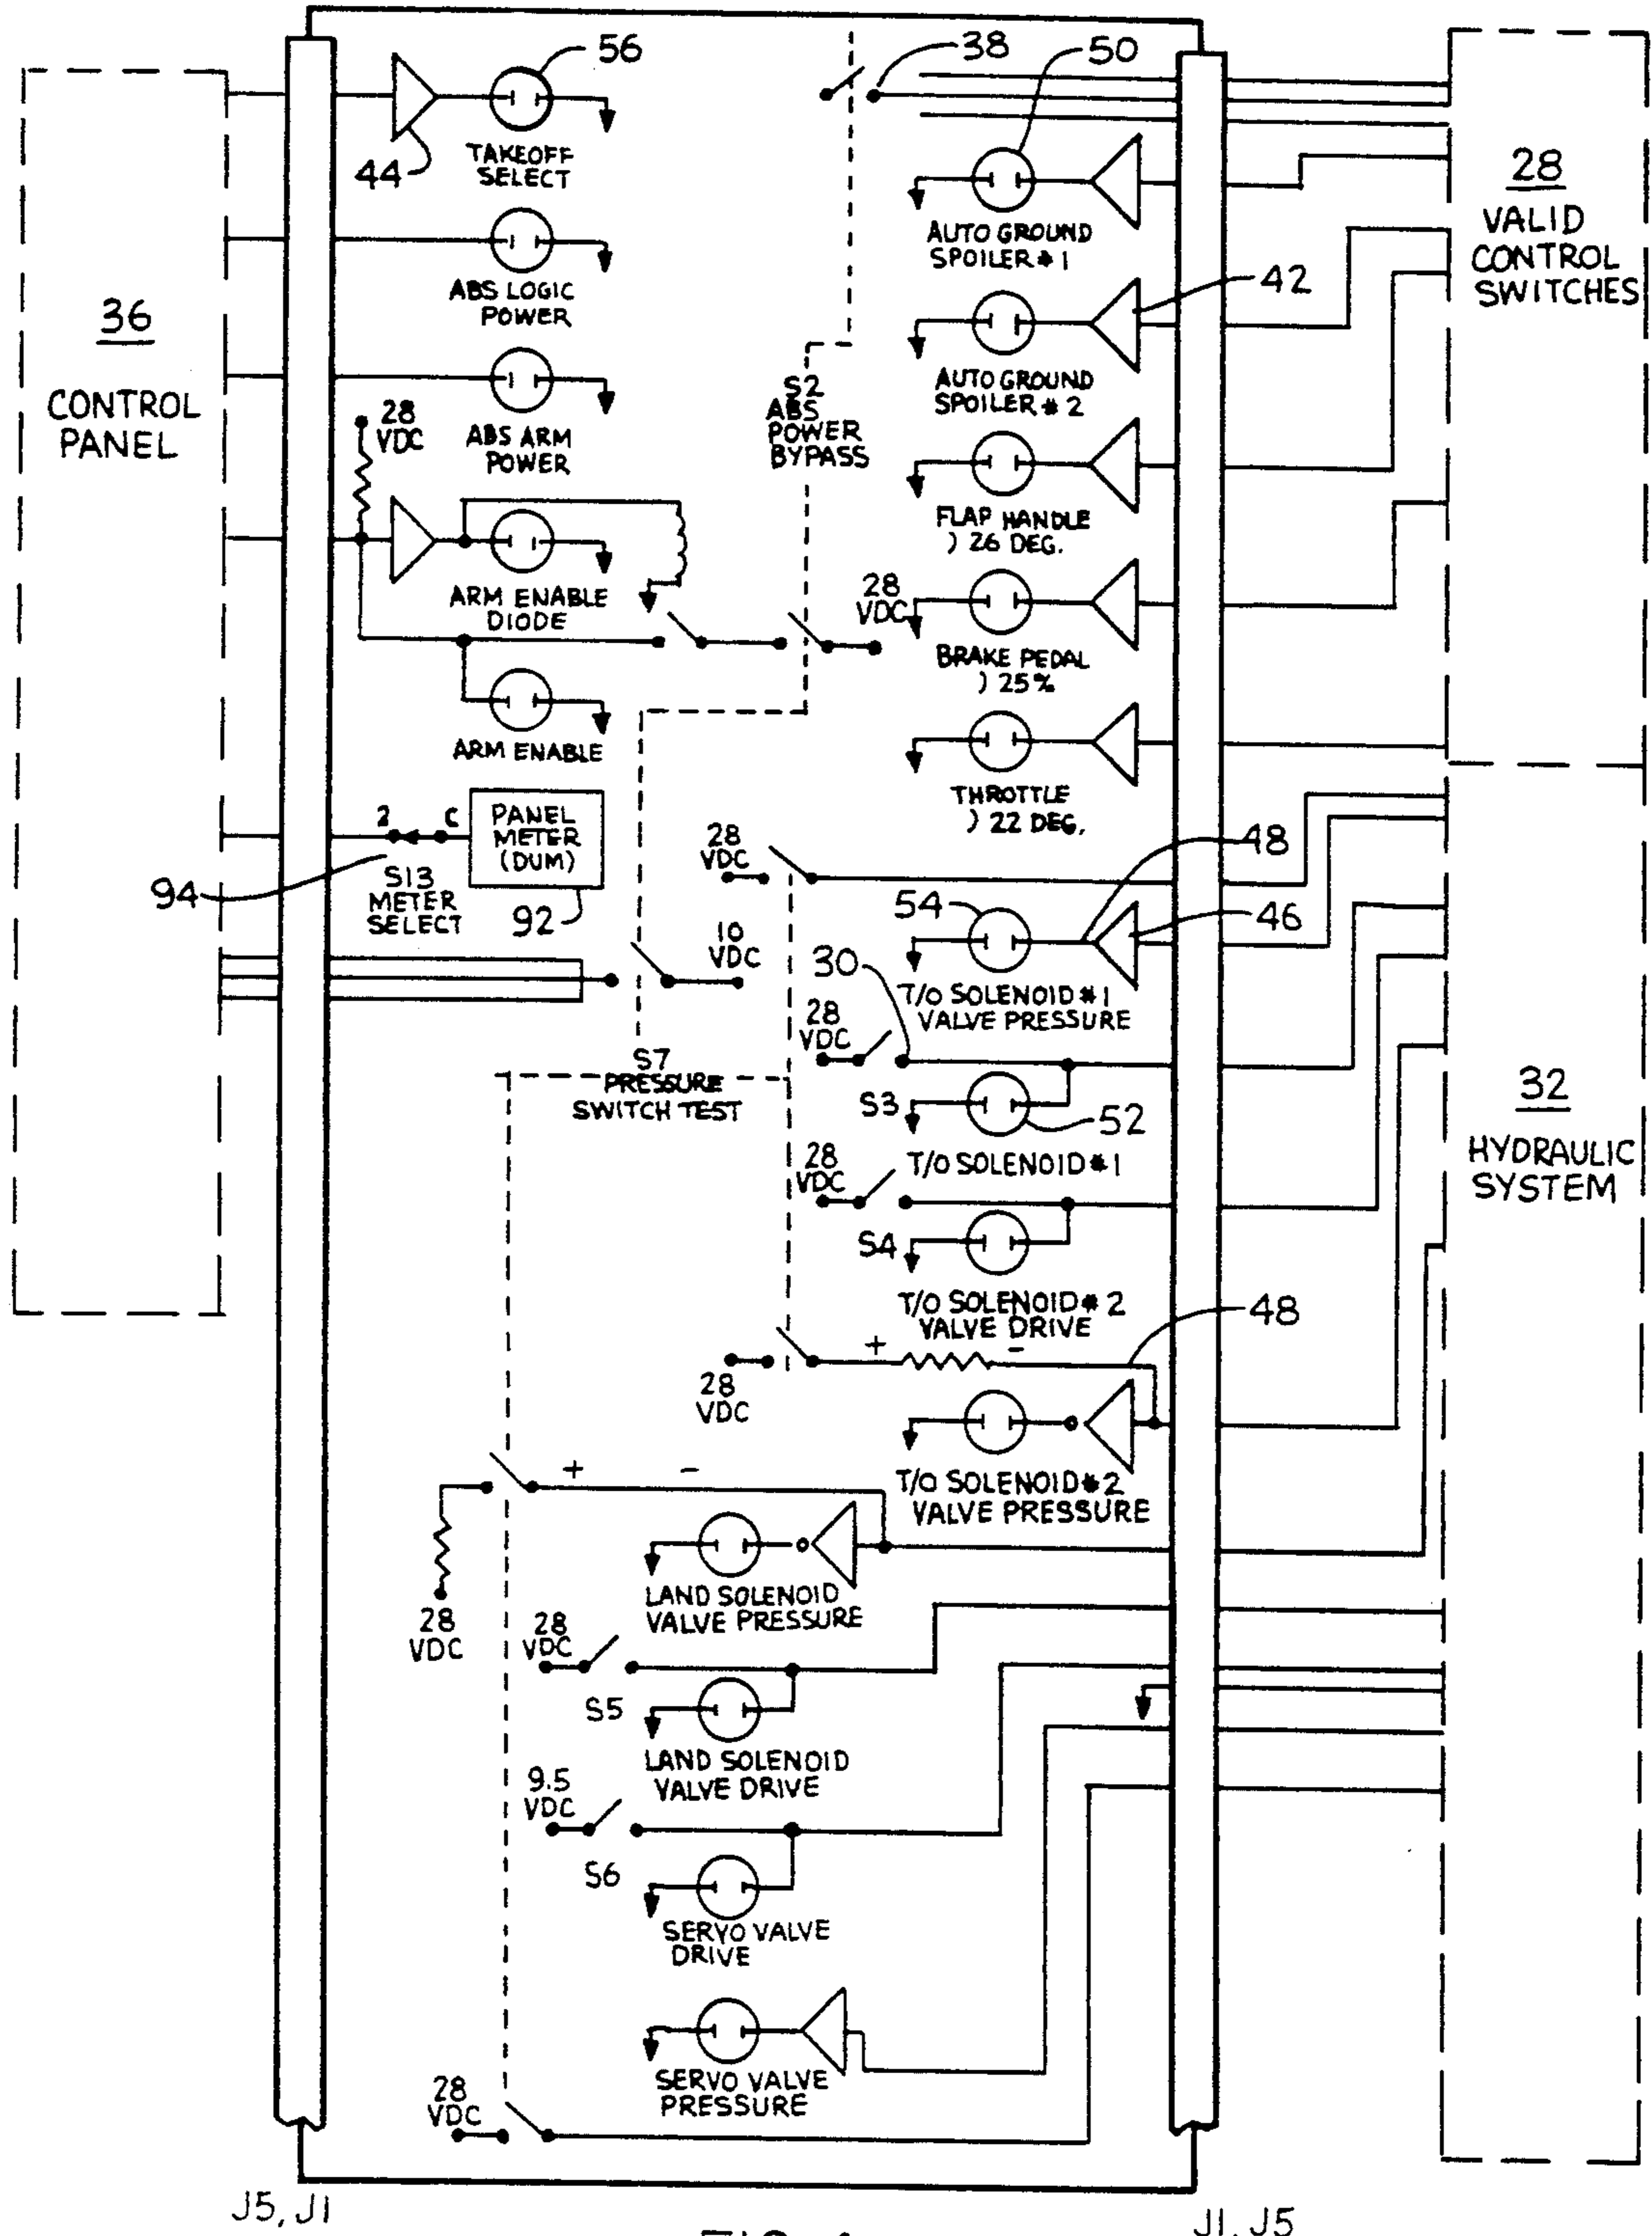 56
38
50
44
TAKEOFF
SELECT
28
VALID
CONTROL
SWITCHES
AUTO GROUND
SPOILER #1
36
CONTROL
PANEL
ABS LOGIC
POWER
42
AUTO GROUND
SPOILER #2
S2
ABS
POWER
BYPASS
28
VDC
ABS ARM
POWER
FLAP HANDLE
) 26 DEG.
ARM ENABLE
DIODE
28
VDC
BRAKE PEDAL
) 25%
ARM ENABLE
THROTTLE
) 22 DEG.
2
C
PANEL
METER
(DUM)
94
S13
METER
SELECT
92
28
VDC
54
48
46
10
VDC
30
T/O SOLENOID #1
VALVE PRESSURE
28
VDC
S7
PRESSURE
SWITCH TEST
S3
52
32
HYDRAULIC
SYSTEM
T/O SOLENOID #1
28
VDC
S4
T/O SOLENOID #2
VALVE DRIVE
48
+
-
28
VDC
T/O SOLENOID #2
VALVE PRESSURE
+
-
LAND SOLENOID
VALVE PRESSURE
28
VDC
28
VDC
S5
LAND SOLENOID
VALVE DRIVE
9.5
VDC
S6
SERVO VALVE
DRIVE
SERVO VALVE
PRESSURE
28
VDC
J5, J1
J1, J5